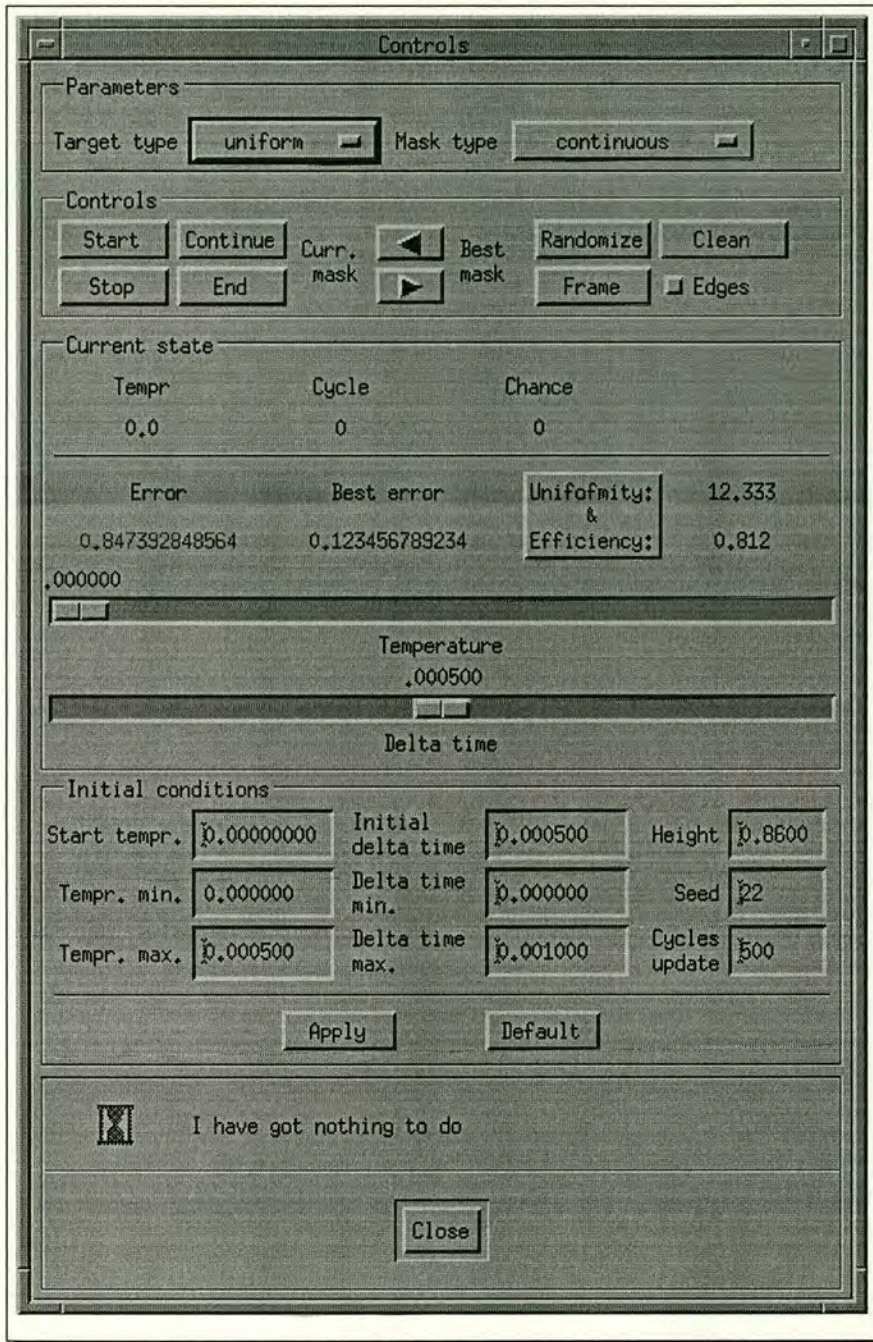 Controls
Parameters
Target type uniform Mask type continuous
Controls
Start Continue Curr. mask Best mask Randomize Clean
Stop End Frame Edges
Current state
Tempr Cycle Chance
0.0 0 0
Error Best error Unifofmity: 12.333
&
0.847392848564 0.123456789234 Efficiency: 0.812
.000000
Temperature
.000500
Delta time
Initial conditions
Start tempr. 0.00000000 Initial delta time 0.000500 Height 0.8600
Tempr. min. 0.000000 Delta time min. 0.000000 Seed 22
Tempr. max. 0.000500 Delta time max. 0.001000 Cycles update 500
Apply Default
I have got nothing to do
Close